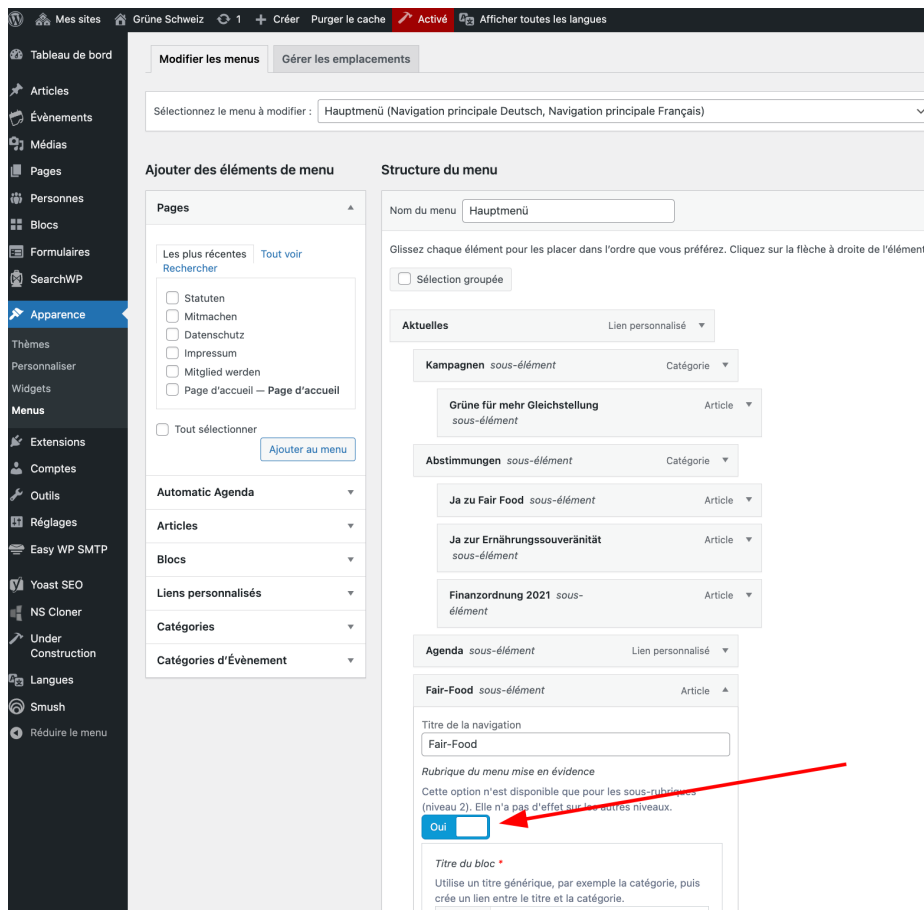 Mes sites Grüne Schweiz 1 Créer Purger le cache Activé Afficher toutes les langues
Tableau de bord
Articles
Évènements
Médias
Pages
Personnes
Blocs
Formulaires
SearchWP
Apparence
Thèmes
Personnaliser
Widgets
Menus
Extensions
Comptes
Outils
Réglages
Easy WP SMTP
Yoast SEO
NS Cloner
Under
Construction
Langues
Smush
Réduire le menu
Modifier les menus Gérer les emplacements
Sélectionnez le menu à modifier : Hauptmenü (Navigation principale Deutsch, Navigation principale Français)
Ajouter des éléments de menu
Pages
Les plus récentes Tout voir
Rechercher
Statuten
Mitmachen
Datenschutz
Impressum
Mitglied werden
Page d’accueil — Page d’accueil
Tout sélectionner
Ajouter au menu
Automatic Agenda
Articles
Blocs
Liens personnalisés
Catégories
Catégories d’Évènement
Structure du menu
Nom du menu Hauptmenü
Glissez chaque élément pour les placer dans l’ordre que vous préférez. Cliquez sur la flèche à droite de l’élément
Sélection groupée
Aktuelles Lien personnalisé
Kampagnen sous-élément Catégorie
Grüne für mehr Gleichstellung Article
sous-élément
Abstimmungen sous-élément Catégorie
Ja zu Fair Food sous-élément Article
Ja zur Ernährungssouveränität Article
sous-élément
Finanzordnung 2021 sous- Article
élément
Agenda sous-élément Lien personnalisé
Fair-Food sous-élément Article
Titre de la navigation
Fair-Food
Rubrique du menu mise en évidence
Cette option n'est disponible que pour les sous-rubriques
(niveau 2). Elle n'a pas d'effet sur les autres niveaux.
Oui
Titre du bloc *
Utilise un titre générique, par exemple la catégorie, puis
crée un lien entre le titre et la catégorie.